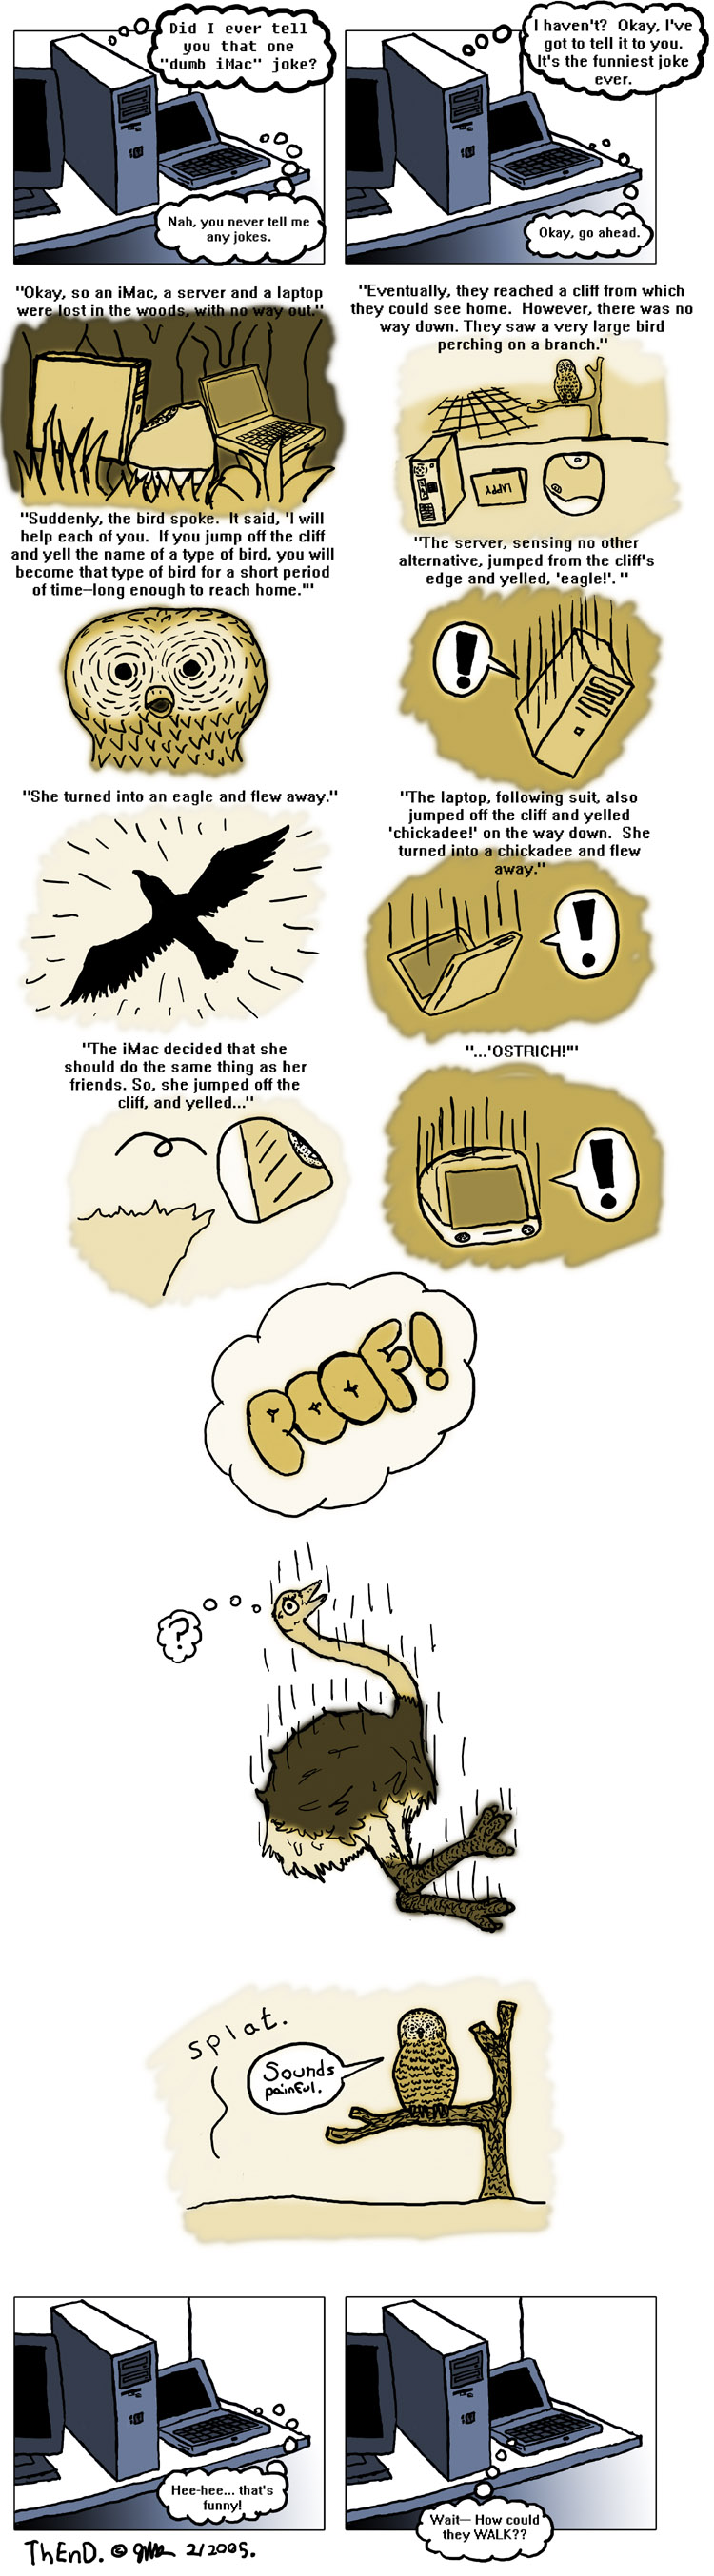 Did I ever tell
you that one
"dumb iMac" joke?
Nah, you never tell me
any jokes.
I haven't? Okay, I've
got to tell it to you.
It's the funniest joke
ever.
Okay, go ahead.
"Okay, so an iMac, a server and a laptop
were lost in the woods, with no way out."
"Eventually, they reached a cliff from which
they could see home. However, there was no
way down. They saw a very large bird
perching on a branch."
LAPPY
"Suddenly, the bird spoke. It said, 'I will
help each of you. If you jump off the cliff
and yell the name of a type of bird, you will
become that type of bird for a short period
of time—long enough to reach home.'"
"The server, sensing no other
alternative, jumped from the cliff's
edge and yelled, 'eagle!'. "
!
"She turned into an eagle and flew away."
"The laptop, following suit, also
jumped off the cliff and yelled
'chickadee!' on the way down. She
turned into a chickadee and flew
away."
!
"The iMac decided that she
should do the same thing as her
friends. So, she jumped off the
cliff, and yelled..."
"...'OSTRICH!'"
!
POOF!
?
splat.
Sounds
painful.
Hee-hee... that's
funny!
Wait— How could
they WALK??
ThEnD. ©
2/2005.